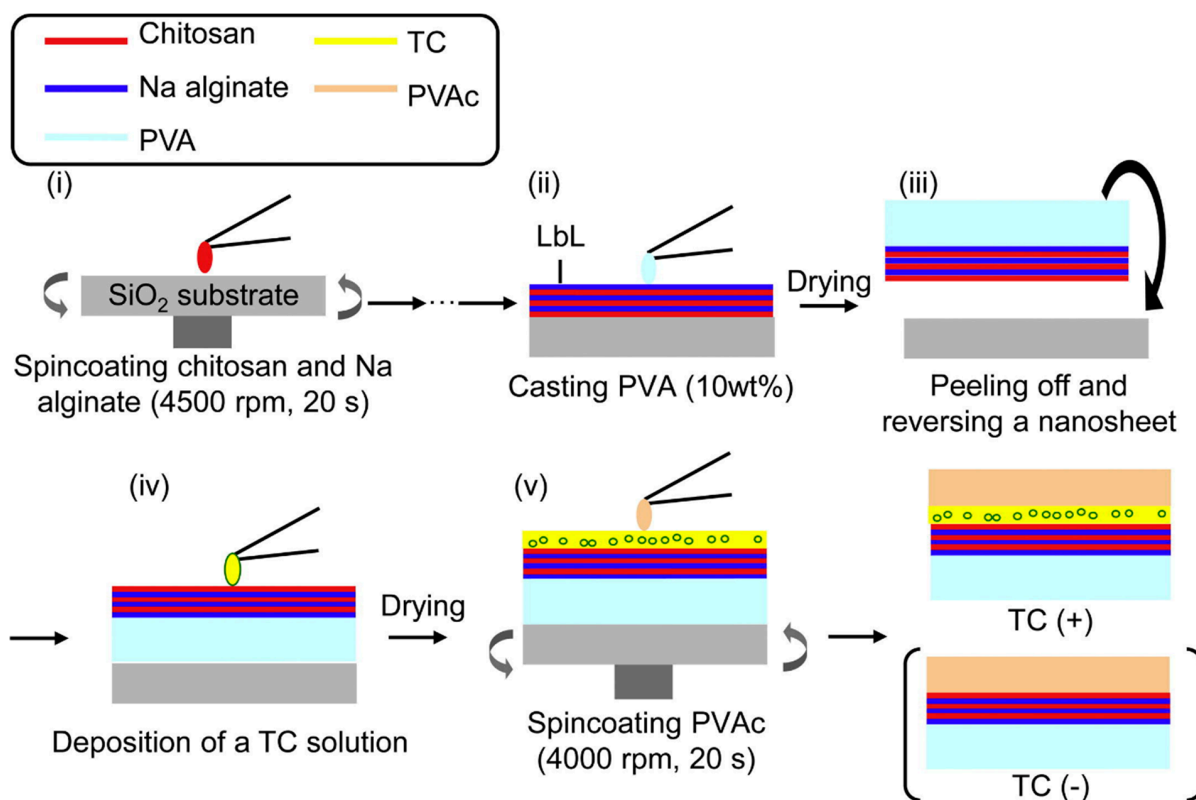 Chitosan
TC
Na alginate
PVAc
PVA
(i)
(ii)
(iii)
LbL
SiO₂ substrate
Drying
Spincoating chitosan and Na
alginate (4500 rpm, 20 s)
Casting PVA (10wt%)
Peeling off and
reversing a nanosheet
(iv)
(v)
Drying
TC (+)
Deposition of a TC solution
Spincoating PVAc
(4000 rpm, 20 s)
TC (-)